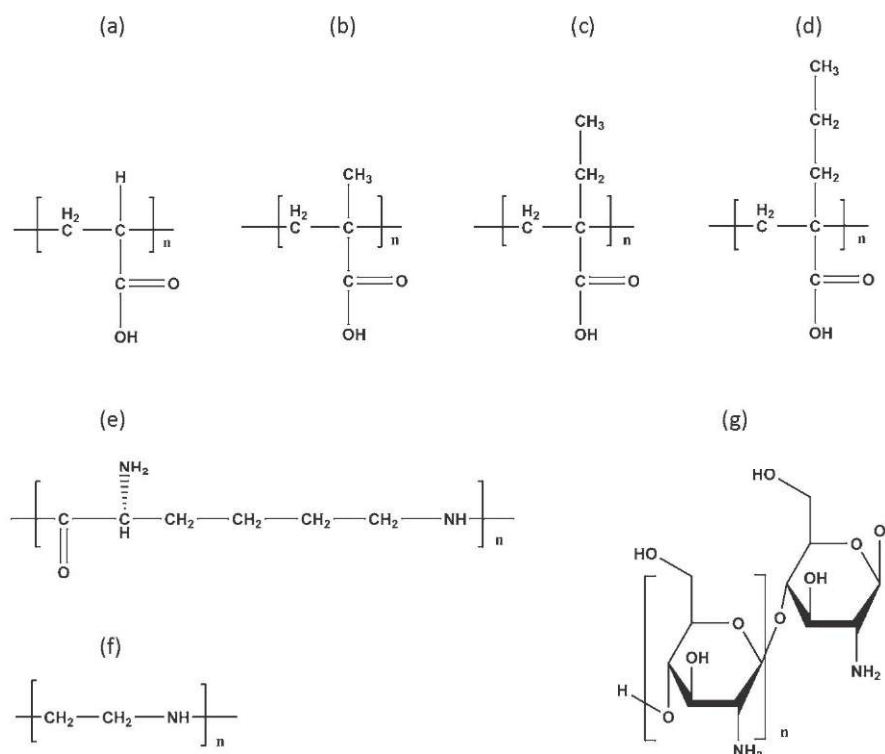 (a) (b) (c) (d)
CH₃
CH₂
CH₃
H CH₃ CH₂ CH₂
H₂ C C n
H₂ C C n
H₂ C C n
H₂ C C n
C O C O C O C O
OH OH OH OH
(e) (g)
NH₂
HO
C C CH₂ CH₂ CH₂ CH₂ NH
H n
O
HO O O
OH
(f)
O O
OH NH₂
CH₂ CH₂ NH n
H O n
NH₂